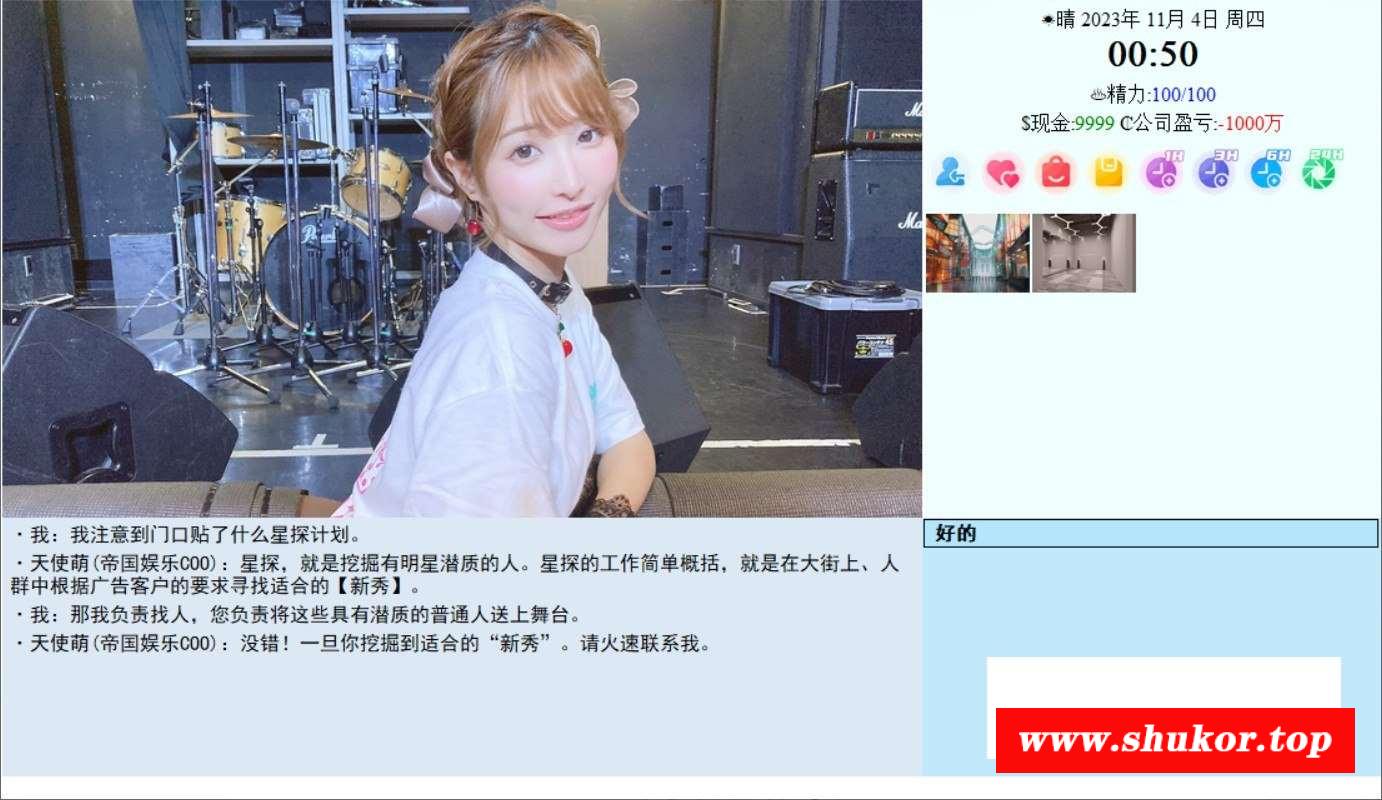 ☀晴 2023年 11月 4日 周四
00:50
♨精力:100/100
$现金:9999 ₡公司盈亏:-1000万
1H 3H 6H 24H
Pearl
Ma
Ma
·我：我注意到门口贴了什么星探计划。
·天使萌(帝国娱乐COO)：星探，就是挖掘有明星潜质的人。星探的工作简单概括，就是在大街上、人
群中根据广告客户的要求寻找适合的【新秀】。
·我：那我负责找人，您负责将这些具有潜质的普通人送上舞台。
·天使萌(帝国娱乐COO)：没错！一旦你挖掘到适合的“新秀”。请火速联系我。
好的
www.shukor.top